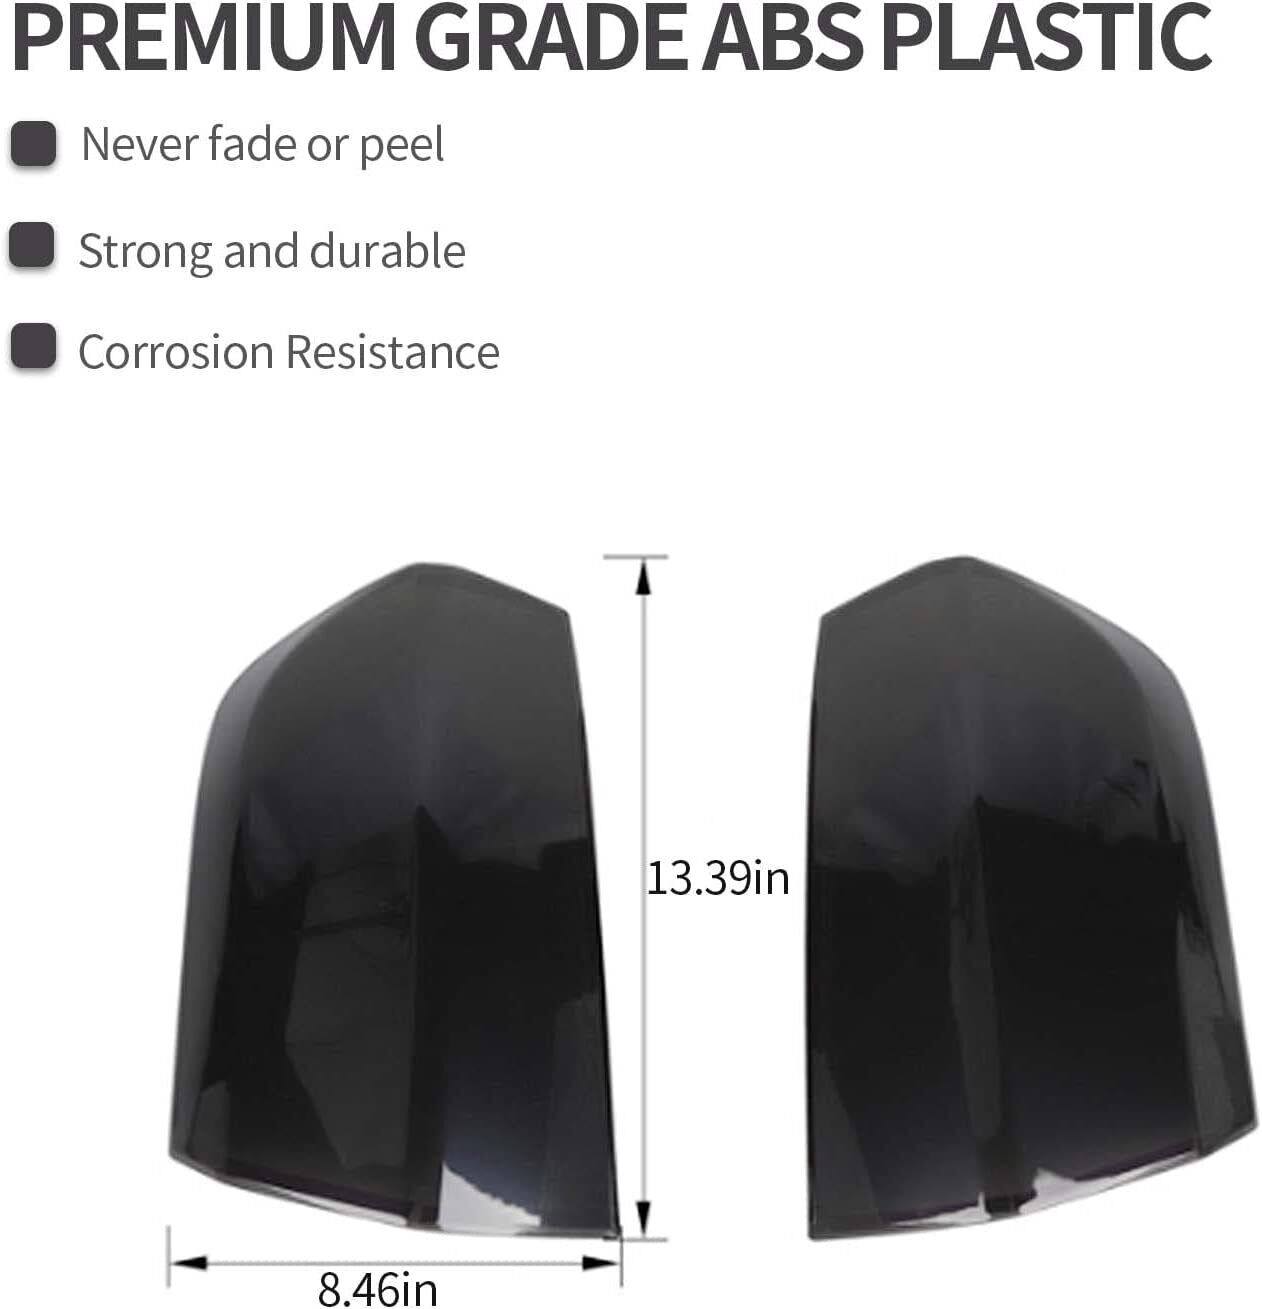 PREMIUM GRADE ABS PLASTIC
Never fade or peel
Strong and durable
Corrosion Resistance
13.39in
8.46in